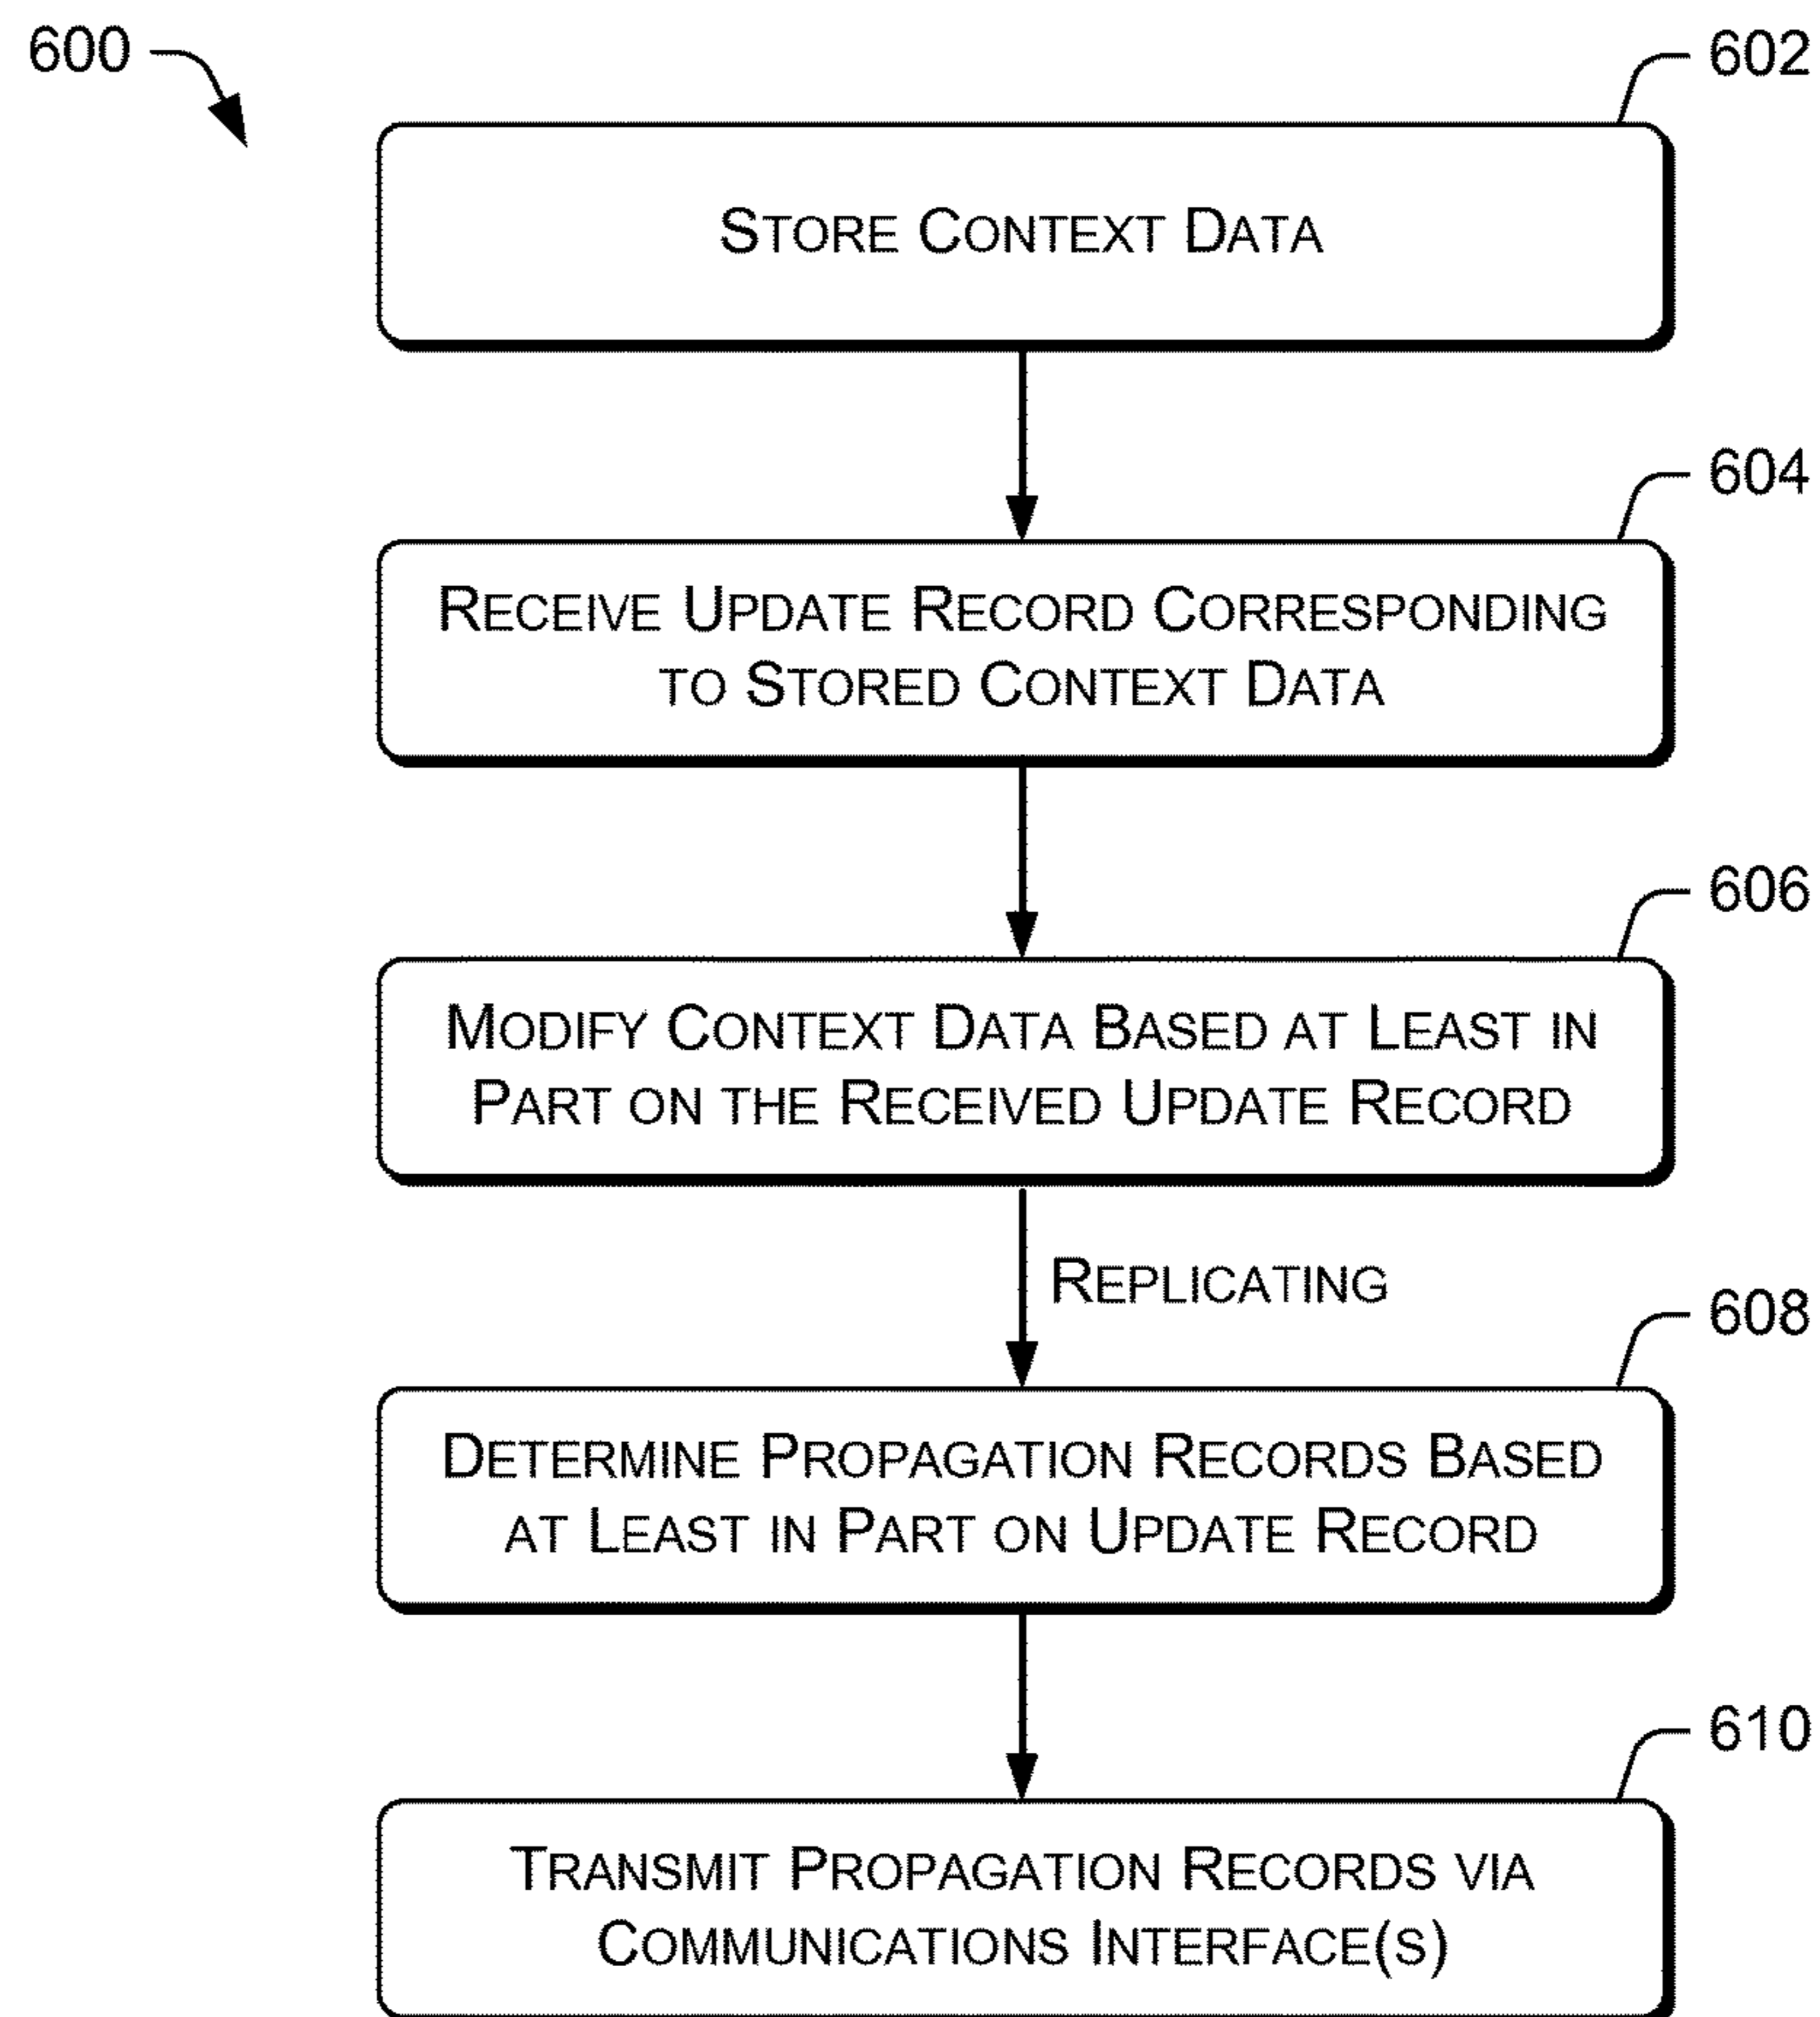 600
602
STORE CONTEXT DATA
604
RECEIVE UPDATE RECORD CORRESPONDING
TO STORED CONTEXT DATA
606
MODIFY CONTEXT DATA BASED AT LEAST IN
PART ON THE RECEIVED UPDATE RECORD
REPLICATING
608
DETERMINE PROPAGATION RECORDS BASED
AT LEAST IN PART ON UPDATE RECORD
610
TRANSMIT PROPAGATION RECORDS VIA
COMMUNICATIONS INTERFACE(S)